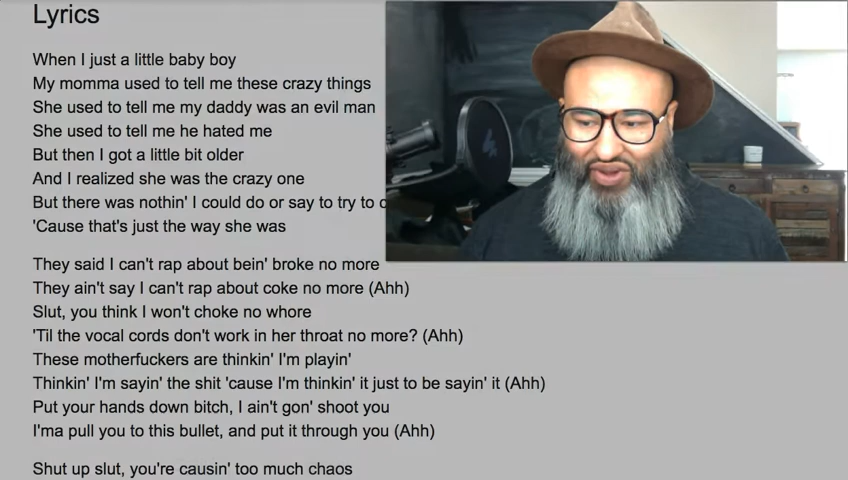 Lyrics
When I just a little baby boy
My momma used to tell me these crazy things
She used to tell me my daddy was an evil man
She used to tell me he hated me
But then I got a little bit older
And I realized she was the crazy one
But there was nothin' I could do or say to try to
'Cause that's just the way she was
They said I can't rap about bein' broke no more
They ain't say I can't rap about coke no more (Ahh)
Slut, you think I won't choke no whore
'Til the vocal cords don't work in her throat no more? (Ahh)
These motherfuckers are thinkin' I'm playin'
Thinkin' I'm sayin' the shit 'cause I'm thinkin' it just to be sayin' it (Ahh)
Put your hands down bitch, I ain't gon' shoot you
I'ma pull you to this bullet, and put it through you (Ahh)
Shut up slut, you're causin' too much chaos